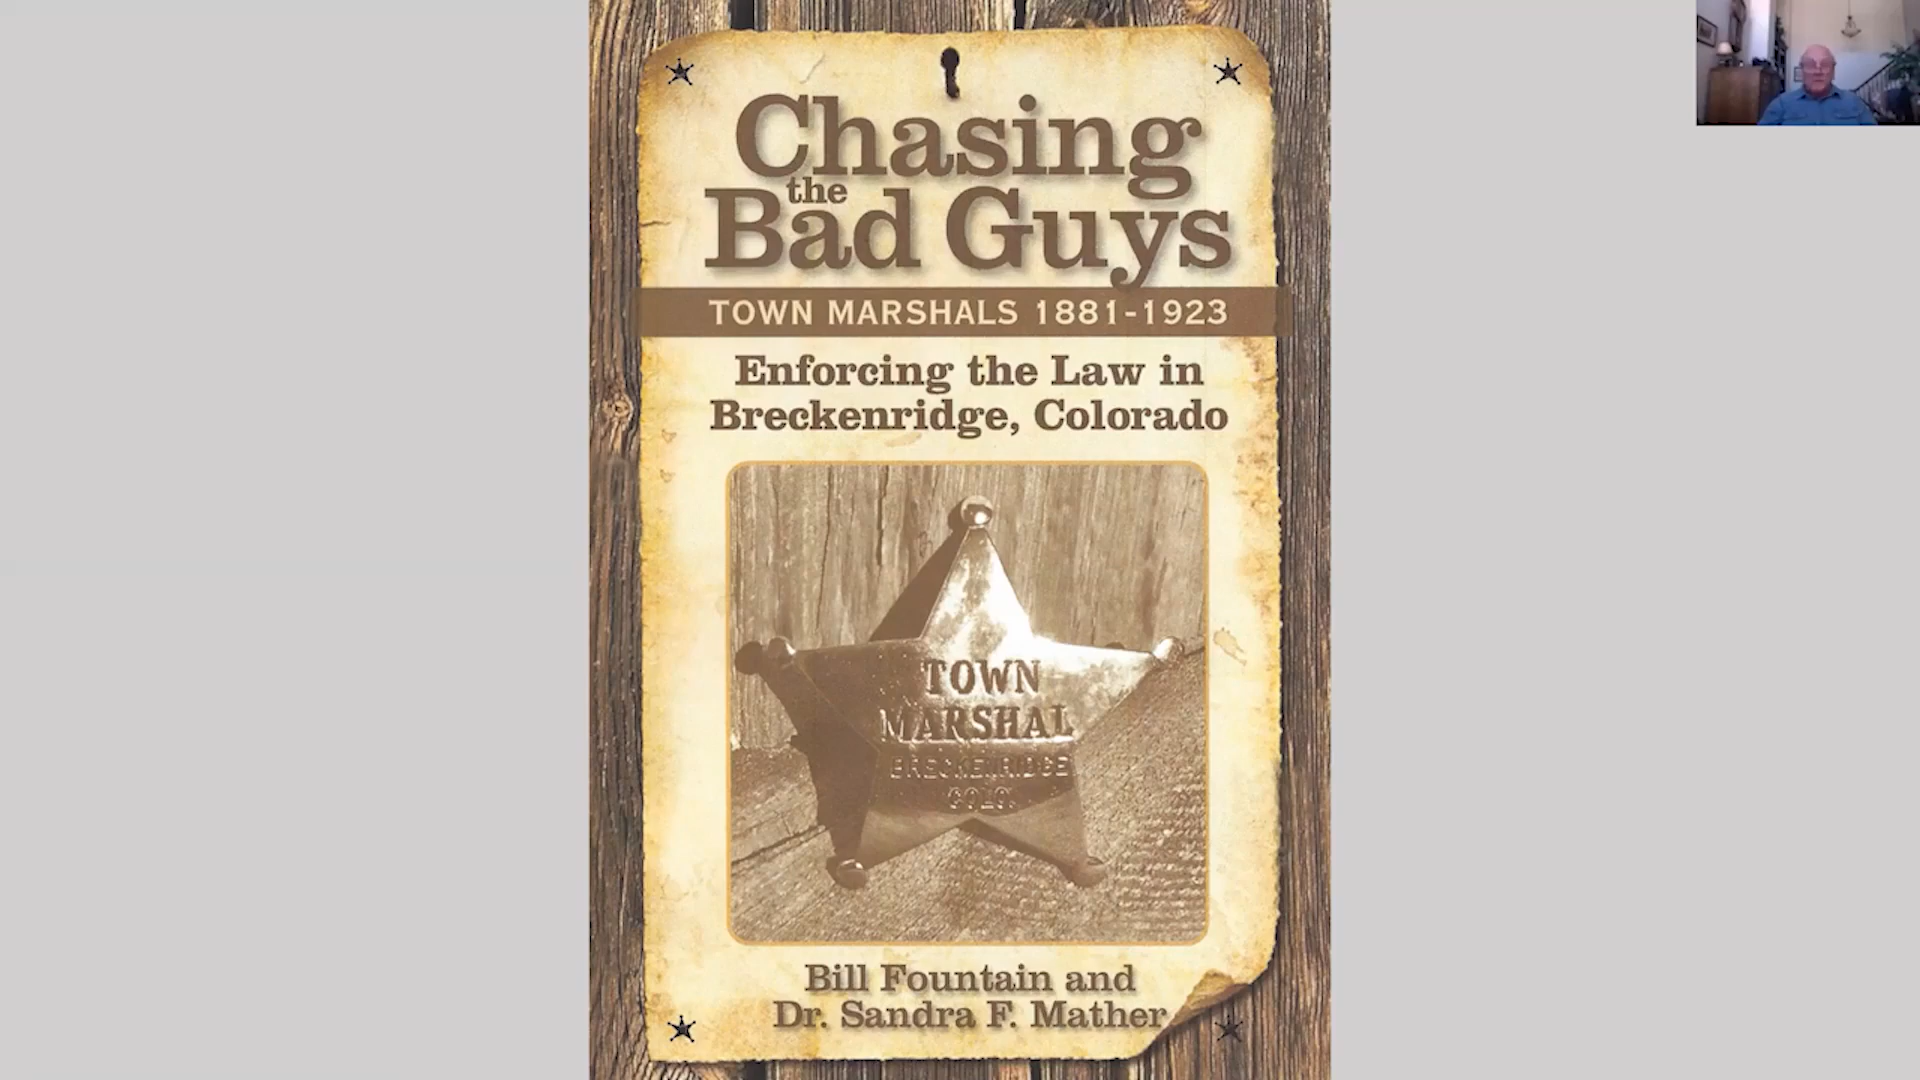 Chasing
the
Bad Guys
TOWN MARSHALS 1881-1923
Enforcing the Law in
Breckenridge, Colorado
TOWN
MARSHAL
BRECKENRIDGE
COLO.
Bill Fountain and
Dr. Sandra F. Mather